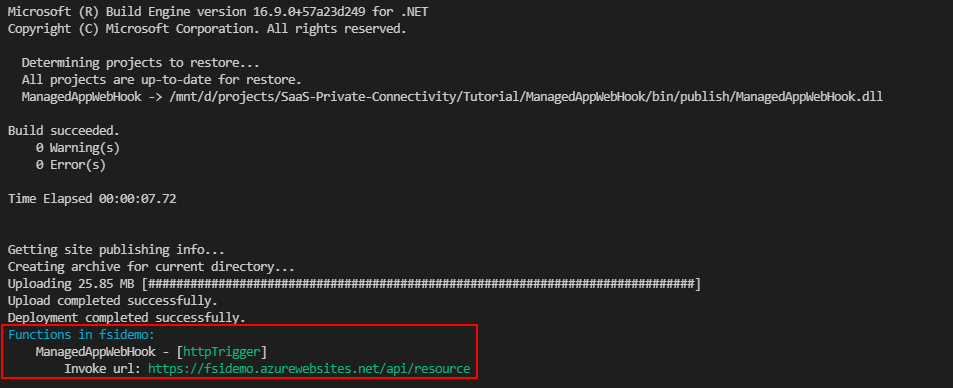 Microsoft (R) Build Engine version 16.9.0+57a23d249 for .NET
Copyright (C) Microsoft Corporation. All rights reserved.
Determining projects to restore...
All projects are up-to-date for restore.
ManagedAppWebHook -> /mnt/d/projects/SaaS-Private-Connectivity/Tutorial/ManagedAppWebHook/bin/publish/ManagedAppWebHook.dll
Build succeeded.
0 Warning(s)
0 Error(s)
Time Elapsed 00:00:07.72
Getting site publishing info...
Creating archive for current directory...
Uploading 25.85 MB [##############################################################################]
Upload completed successfully.
Deployment completed successfully.
Functions in fsidemo:
ManagedAppWebHook - [httpTrigger]
Invoke url: https://fsidemo.azurewebsites.net/api/resource